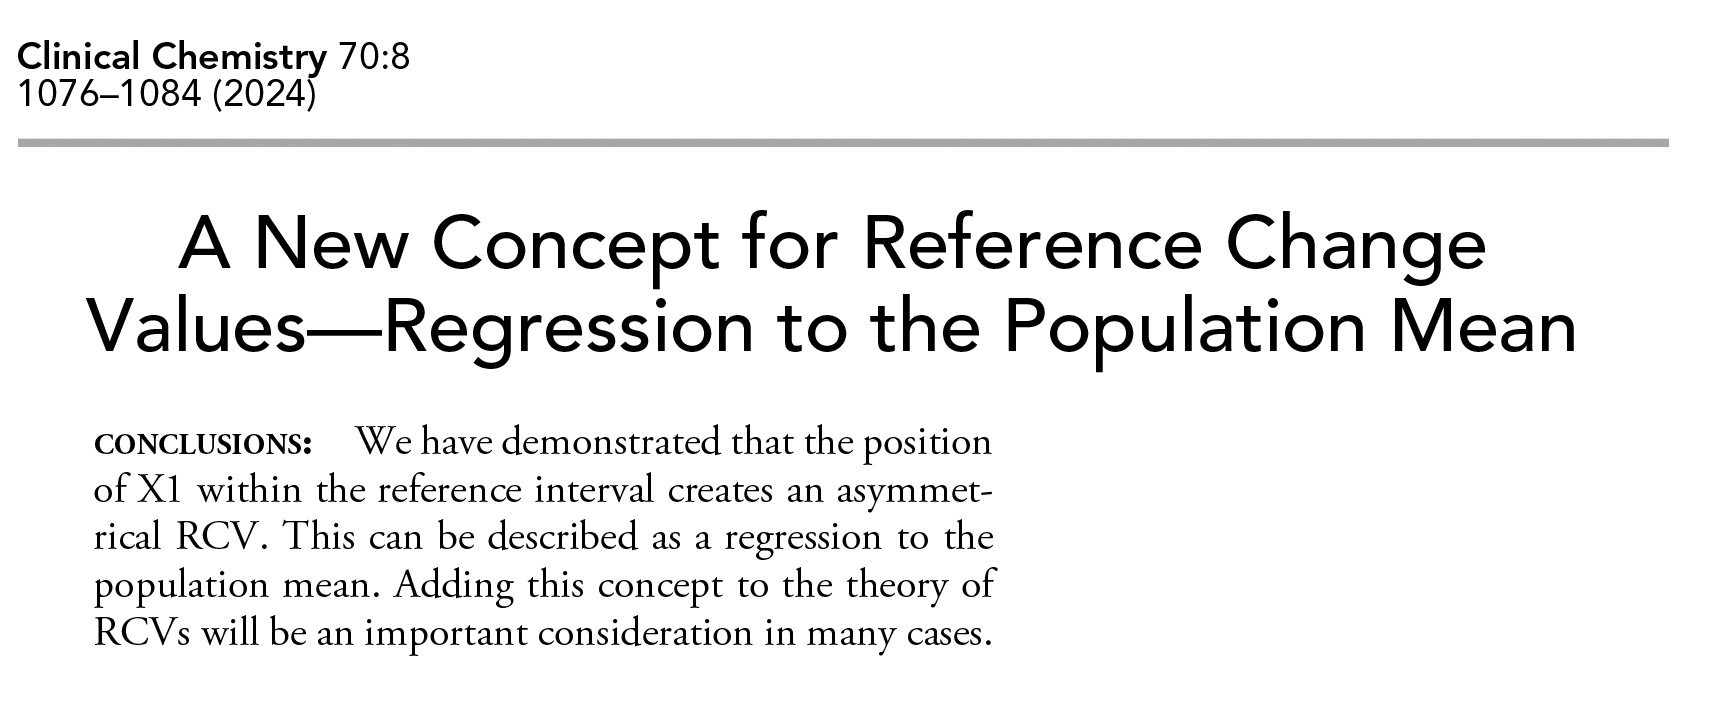 Clinical Chemistry 70:8
1076–1084 (2024)
A New Concept for Reference Change
Values—Regression to the Population Mean
CONCLUSIONS: We have demonstrated that the position
of X1 within the reference interval creates an asymmet-
rical RCV. This can be described as a regression to the
population mean. Adding this concept to the theory of
RCVs will be an important consideration in many cases.